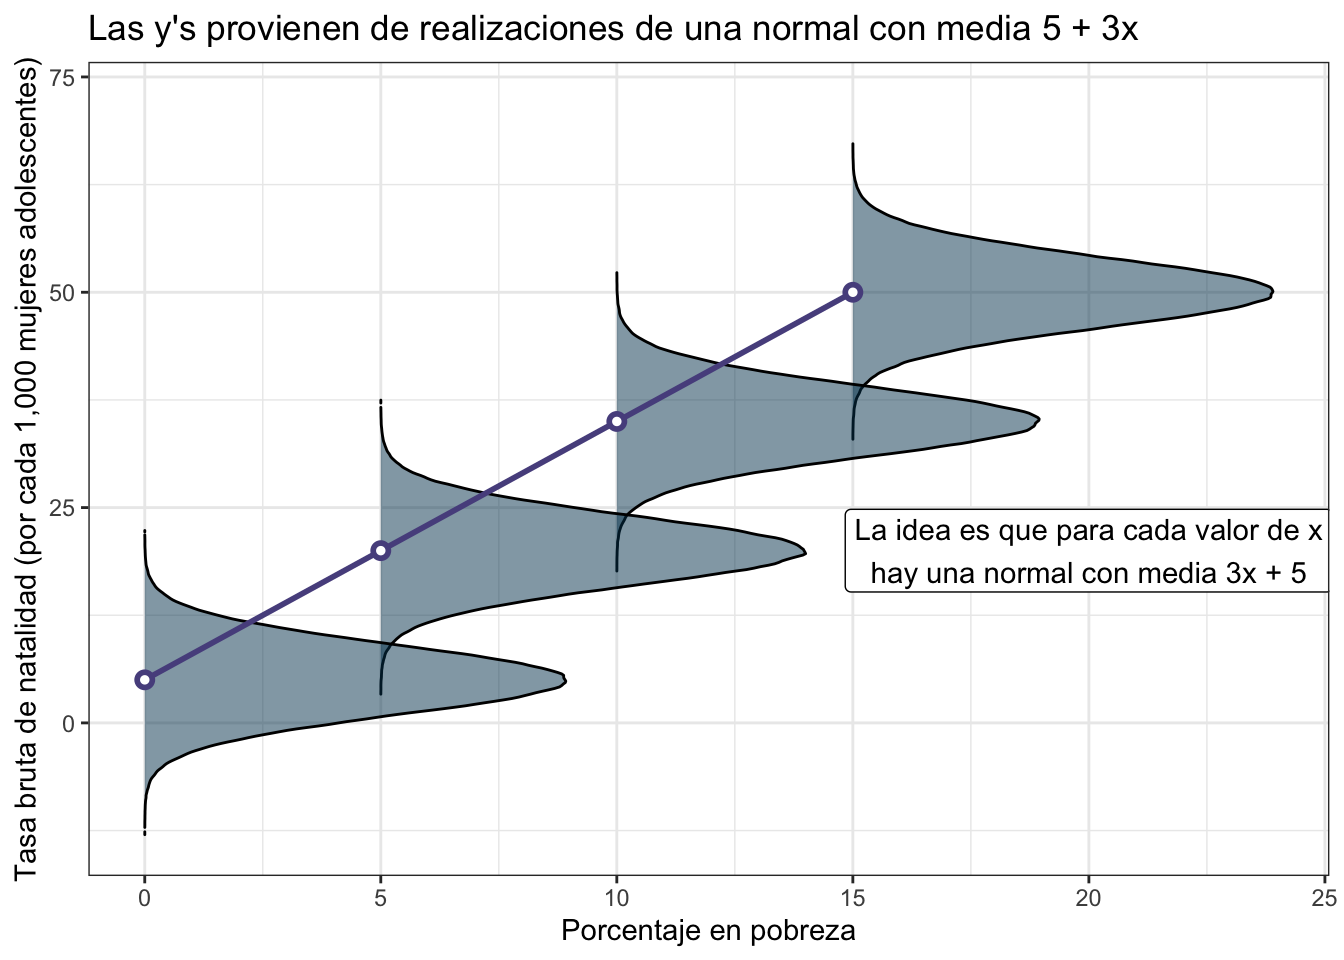 Las y's provienen de realizaciones de una normal con media 5 + 3x
Tasa bruta de natalidad (por cada 1,000 mujeres adolescentes)
75
50
25
0
La idea es que para cada valor de x
hay una normal con media 3x + 5
0 5 10 15 20 25
Porcentaje en pobreza